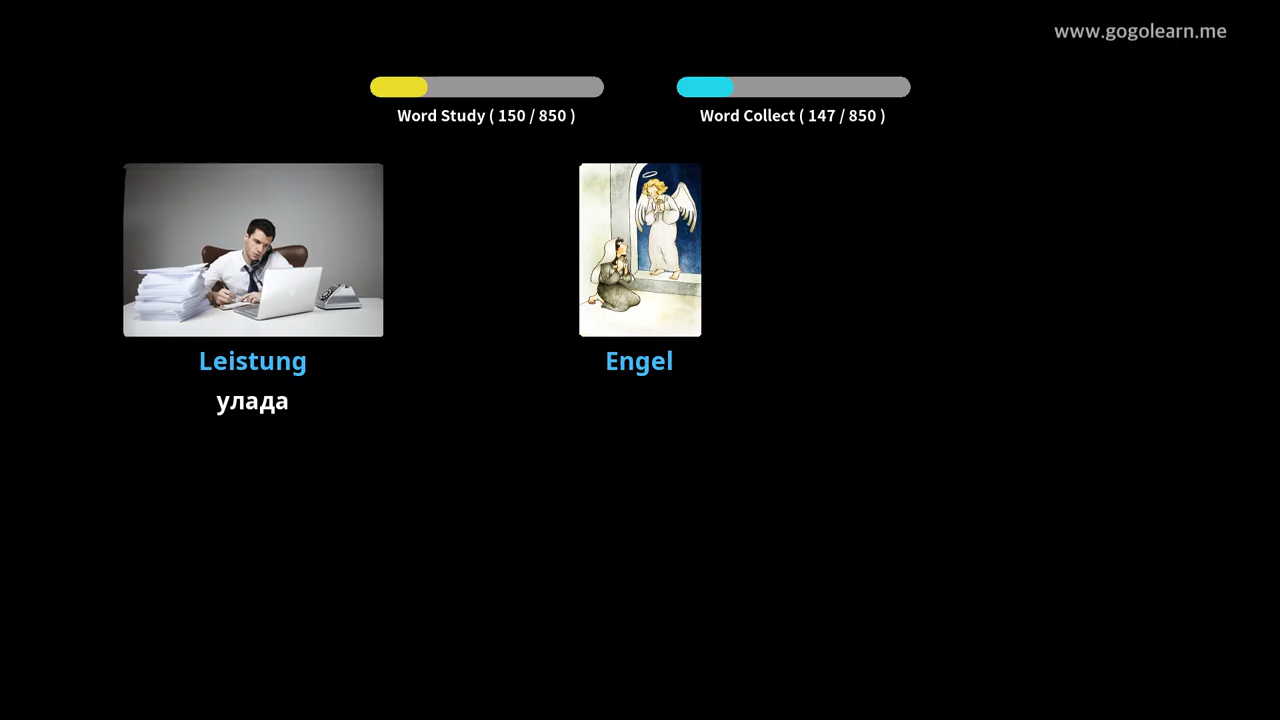 www.gogolearn.me
Word Study ( 150 / 850 )
Word Collect ( 147 / 850 )
Leistung
Engel
улада